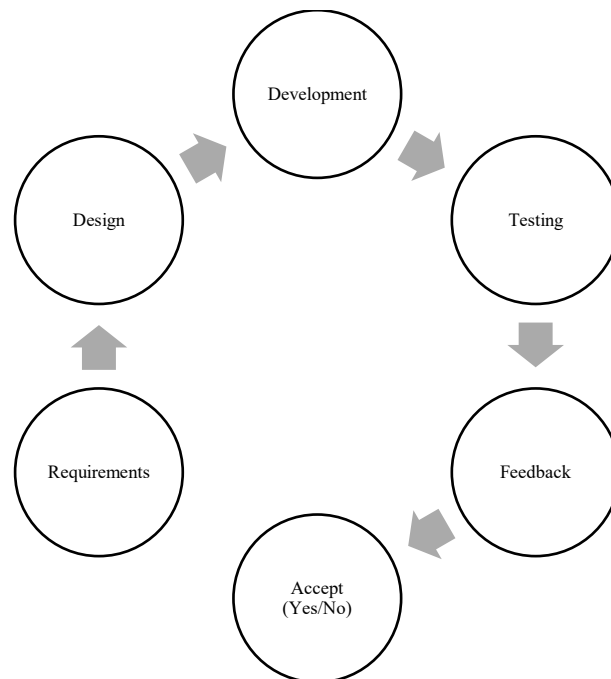 Development
Design
Testing
Requirements
Feedback
Accept
(Yes/No)